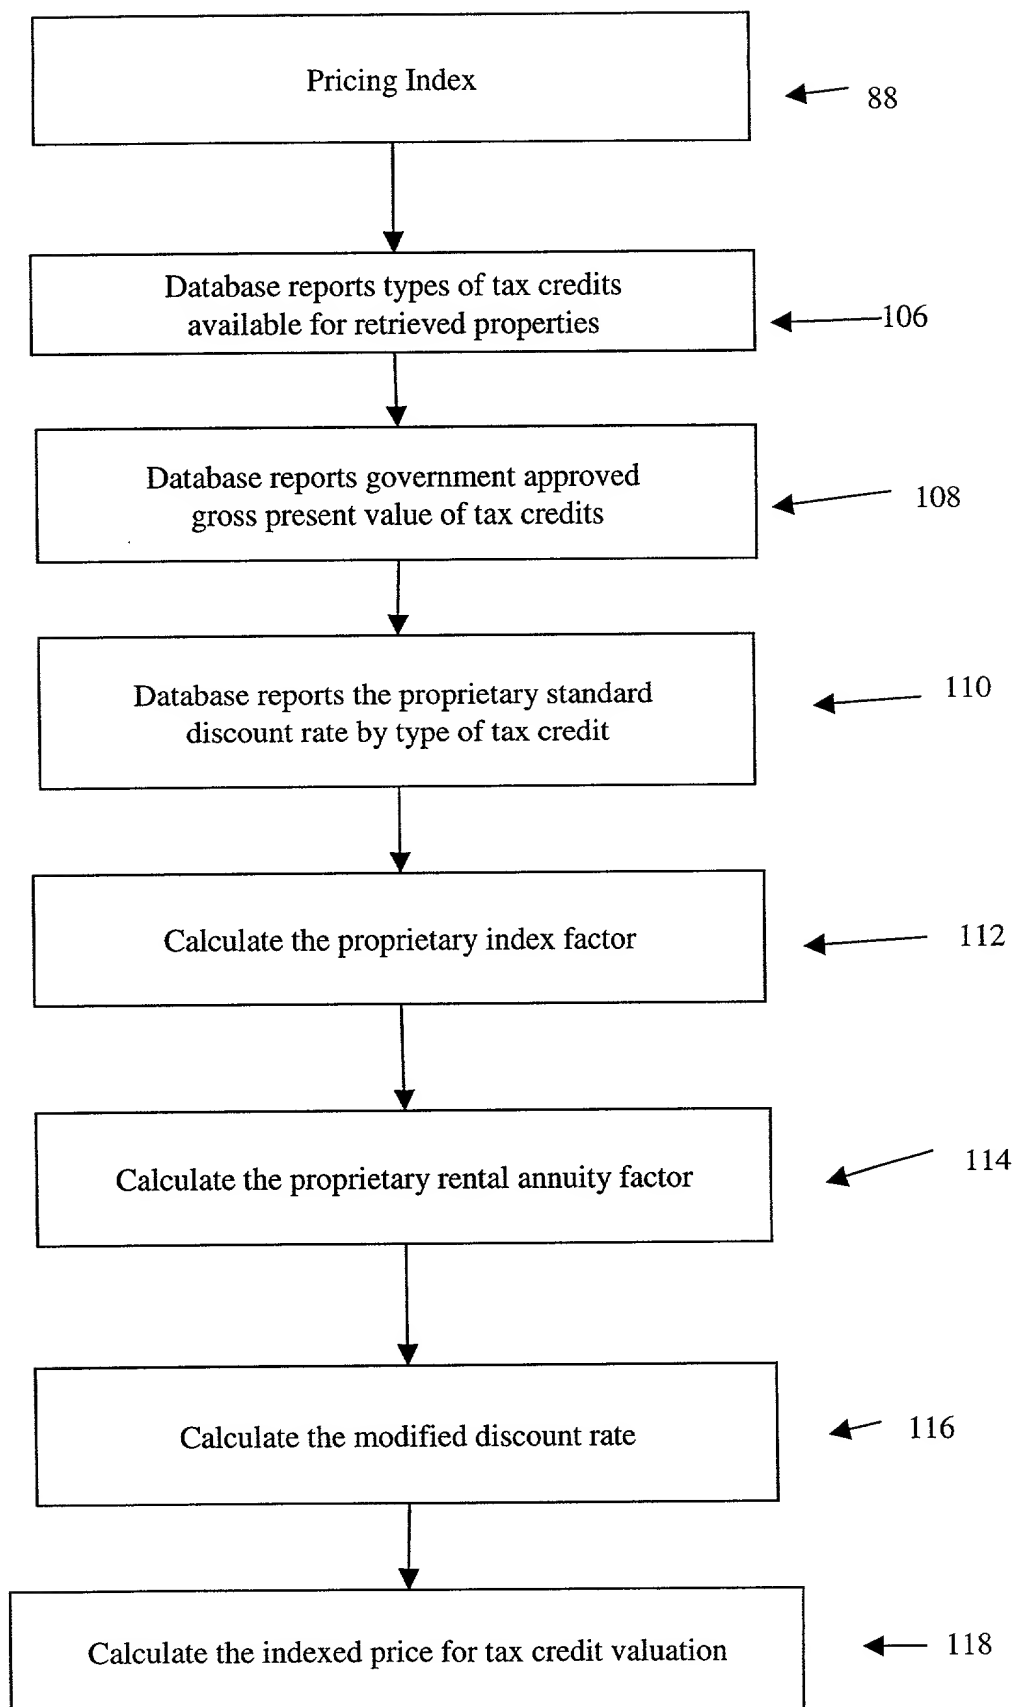 Pricing Index
88
Database reports types of tax credits
available for retrieved properties
106
Database reports government approved
gross present value of tax credits
108
Database reports the proprietary standard
discount rate by type of tax credit
110
Calculate the proprietary index factor
112
Calculate the proprietary rental annuity factor
114
Calculate the modified discount rate
116
Calculate the indexed price for tax credit valuation
118